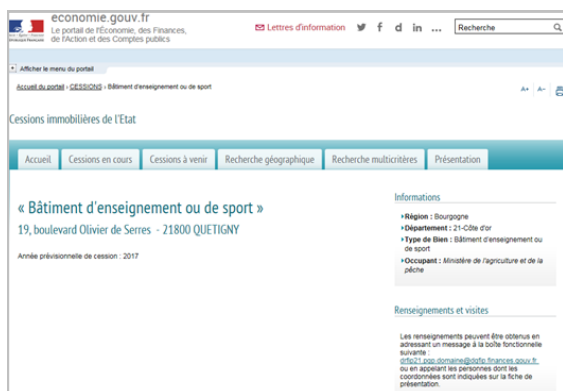 economie.gouv.fr
Le portail de l'Économie, des Finances,
de l'Action et des Comptes publics
Lettres d'information
Recherche
Afficher le menu du portail
Accueil du portail › CESSIONS › Bâtiment d'enseignement ou de sport
A+ A-
Cessions immobilières de l'Etat
Accueil Cessions en cours Cessions à venir Recherche géographique Recherche multicritères Présentation
« Bâtiment d'enseignement ou de sport »
19, boulevard Olivier de Serres - 21800 QUETIGNY
Année prévisionnelle de cession : 2017
Informations
Région : Bourgogne
Département : 21-Côte d'or
Type de Bien : Bâtiment d'enseignement ou
de sport
Occupant : Ministère de l'agriculture et de la
pêche
Renseignements et visites
Les renseignements peuvent être obtenus en
adressant un message à la boîte fonctionnelle
suivante :
drfip21.pgp.domaine@dgfip.finances.gouv.fr
ou en appelant les personnes dont les
coordonnées sont indiquées sur la fiche de
présentation.